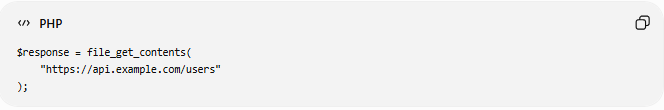 </> PHP
$response = file_get_contents(
    "https://api.example.com/users"
);